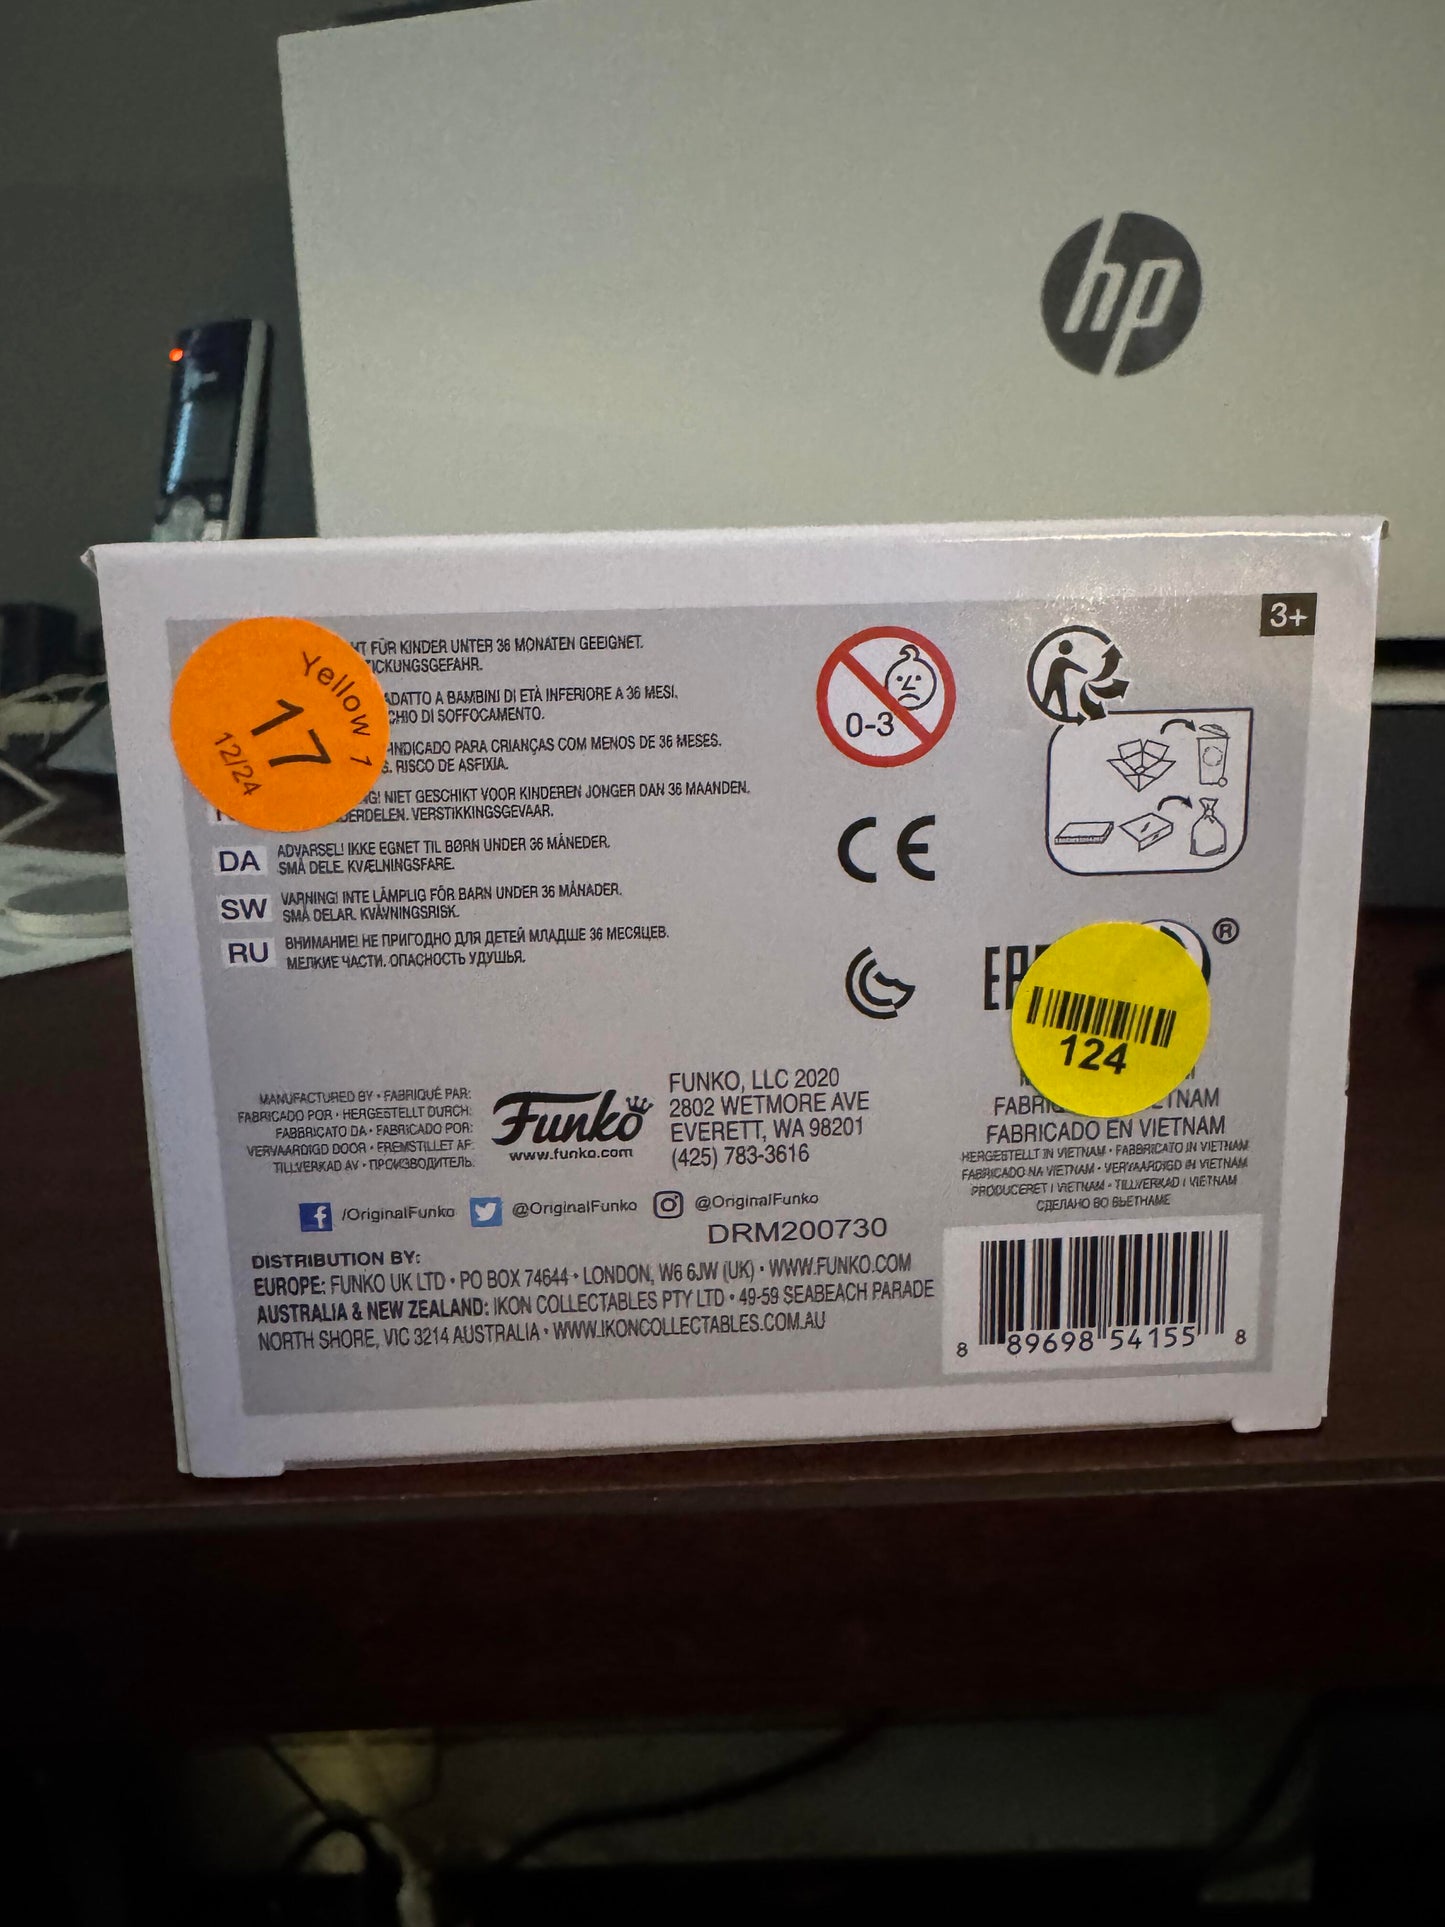 hp
3+
Yellow 7
17
12/24
FÜR KINDER UNTER 36 MONATEN GEEIGNET.
A BAMBINI DI ETÀ INFERIORE A 36 MESI.
DI SOFFOCAMENTO.
PARA CRIANÇAS COM MENOS DE 36 MESES.
RISCO DE ASFIXIA.
NIET GESCHIKT VOOR KINDEREN JONGER DAN 36 MAANDEN.
VERSTIKKINGSGEVAAR.
DA ADVARSEL! IKKE EGNET TIL BØRN UNDER 36 MÅNEDER.
SMÅ DELE. KVÆLNINGSFARE.
SW VARNING! INTE LÄMPLIG FÖR BARN UNDER 36 MÅNADER.
SMÅ DELAR. KVÄVNINGSRISK.
RU ВНИМАНИЕ! НЕ ПРИГОДНО ДЛЯ ДЕТЕЙ МЛАДШЕ 36 МЕСЯЦЕВ.
МЕЛКИЕ ЧАСТИ. ОПАСНОСТЬ УДУШЬЯ.
0-3
CE
®
124
MANUFACTURED BY • FABRIQUÉ PAR:
FABRICADO POR • HERGESTELLT DURCH:
FABBRICATO DA • FABRICADO POR:
VERVAARDIGD DOOR • FREMSTILLET AF:
TILLVERKAD AV • ПРОИЗВОДИТЕЛЬ:
Funko
www.funko.com
FUNKO, LLC 2020
2802 WETMORE AVE
EVERETT, WA 98201
(425) 783-3616
FABRICADO EN VIETNAM
HERGESTELLT IN VIETNAM • FABBRICATO IN VIETNAM
FABRICADO NA VIETNAM • VERVAARDIGD IN VIETNAM
PRODUCERET I VIETNAM • TILLVERKAD I VIETNAM
СДЕЛАНО ВО ВЬЕТНАМЕ
/OriginalFunko @OriginalFunko @OriginalFunko
DRM200730
DISTRIBUTION BY:
EUROPE: FUNKO UK LTD • PO BOX 74644 • LONDON, W6 6JW (UK) • WWW.FUNKO.COM
AUSTRALIA & NEW ZEALAND: IKON COLLECTABLES PTY LTD • 49-59 SEABEACH PARADE
NORTH SHORE, VIC 3214 AUSTRALIA • WWW.IKONCOLLECTABLES.COM.AU
8 89698 54155 8